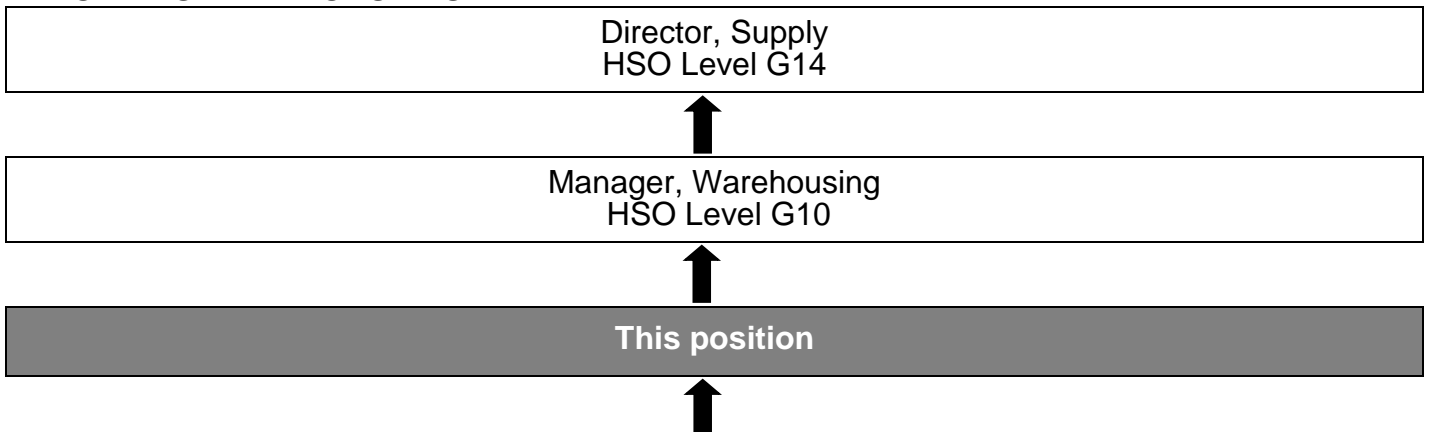 Director, Supply
HSO Level G14
Manager, Warehousing
HSO Level G10
This position